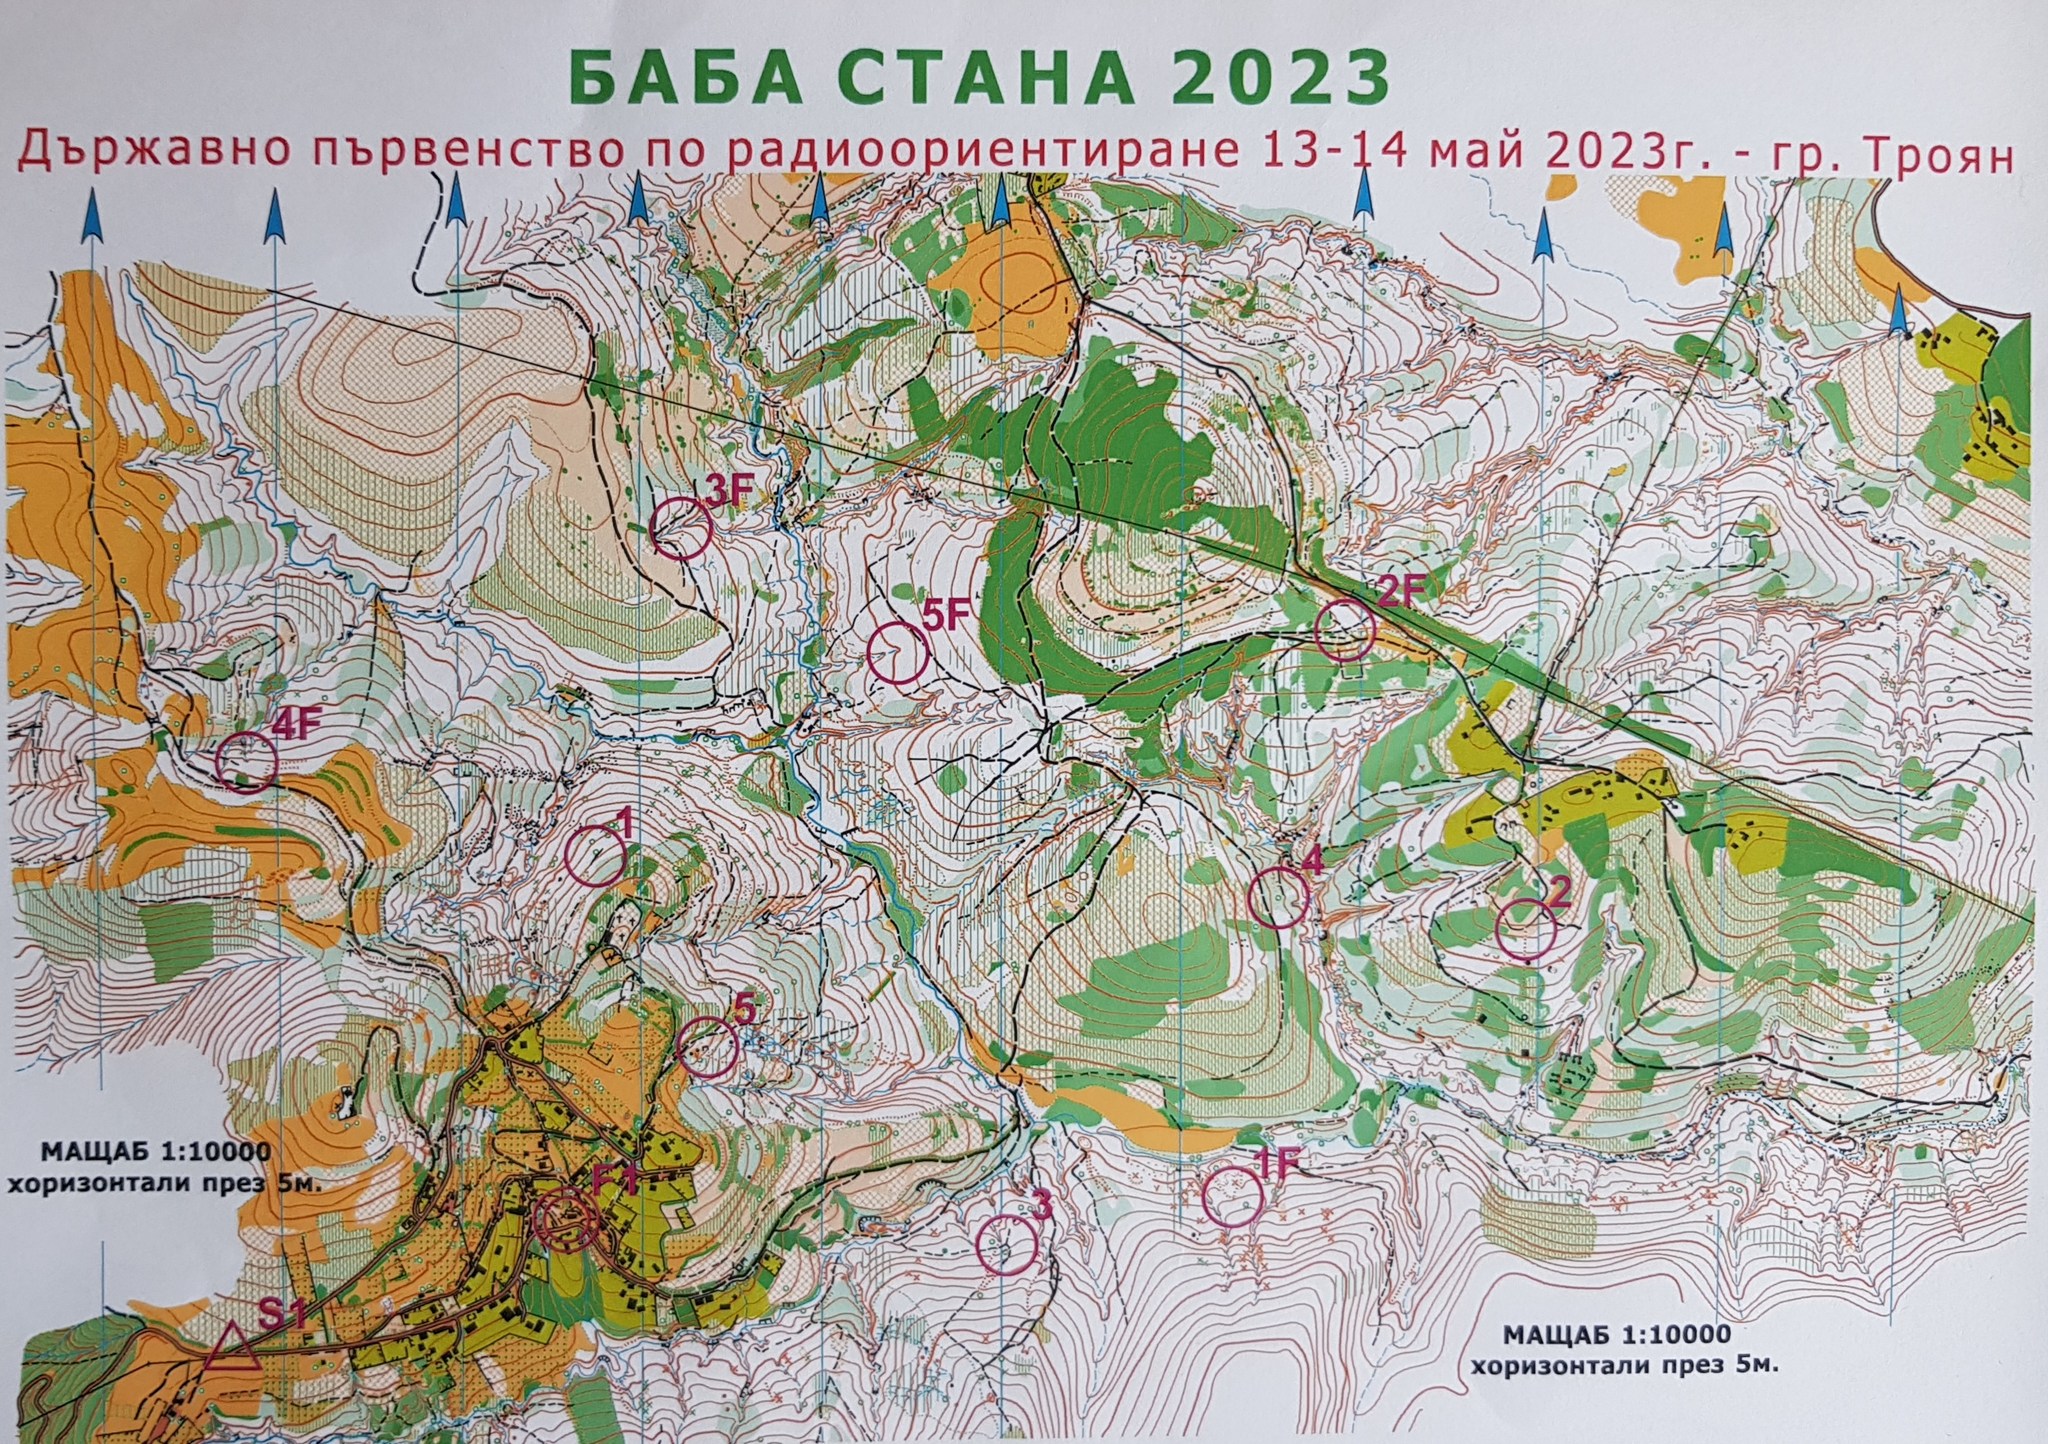 БАБА СТАНА 2023
Държавно първенство по радиоориентиране 13-14 май 2023г. - гр. Троян
3F
2F
5F
4F
1
4
2
5
1F
МАЩАБ 1:10000
хоризонтали през 5м.
F1
3
S1
МАЩАБ 1:10000
хоризонтали през 5м.